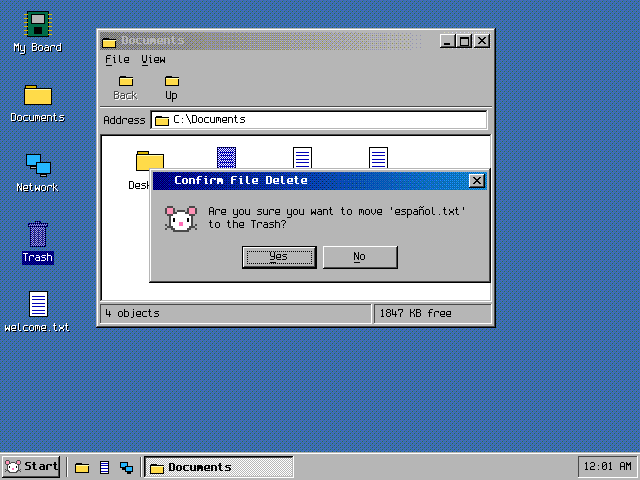 My Board
Documents
Network
Trash
welcome.txt
Documents
File View
Back Up
Address C:\Documents
Confirm File Delete
Are you sure you want to move 'español.txt'
to the Trash?
Yes No
4 objects 1847 KB free
Start Documents 12:01 AM